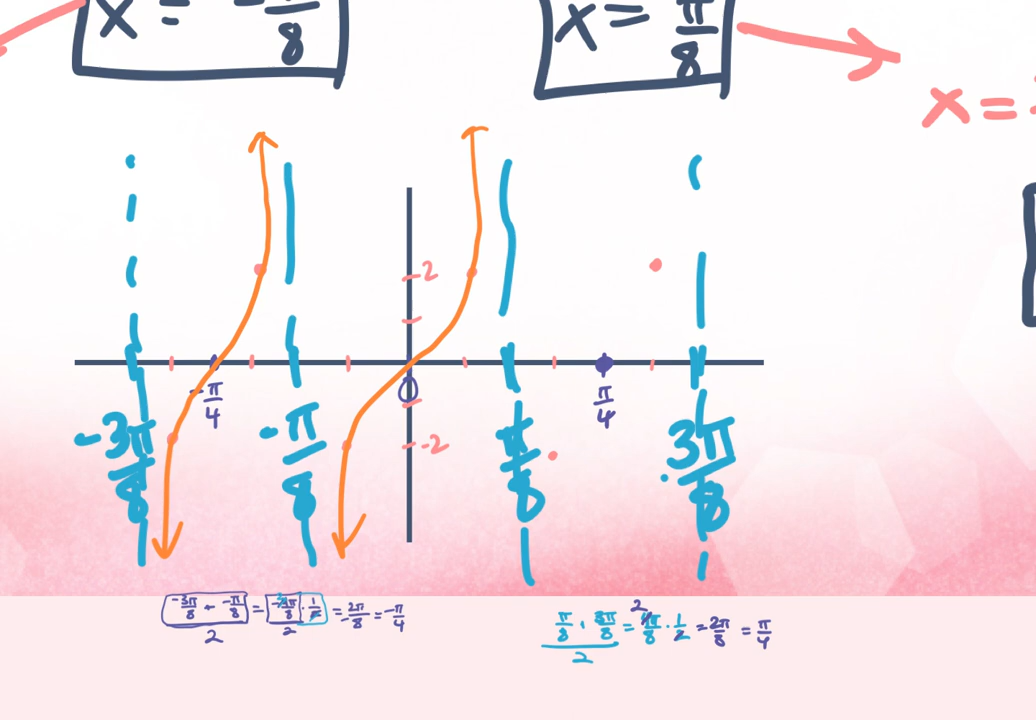 x = -π/8
x = π/8
x =
2
-π/4
0
π/4
-2
-3π/8
-π/8
π/8
3π/8
(-3π/8 + -π/8)/2 = -4π/8 · 1/2 = -2π/8 = -π/4
(π/8 + 3π/8)/2 = 4π/8 · 1/2 = 2π/8 = π/4